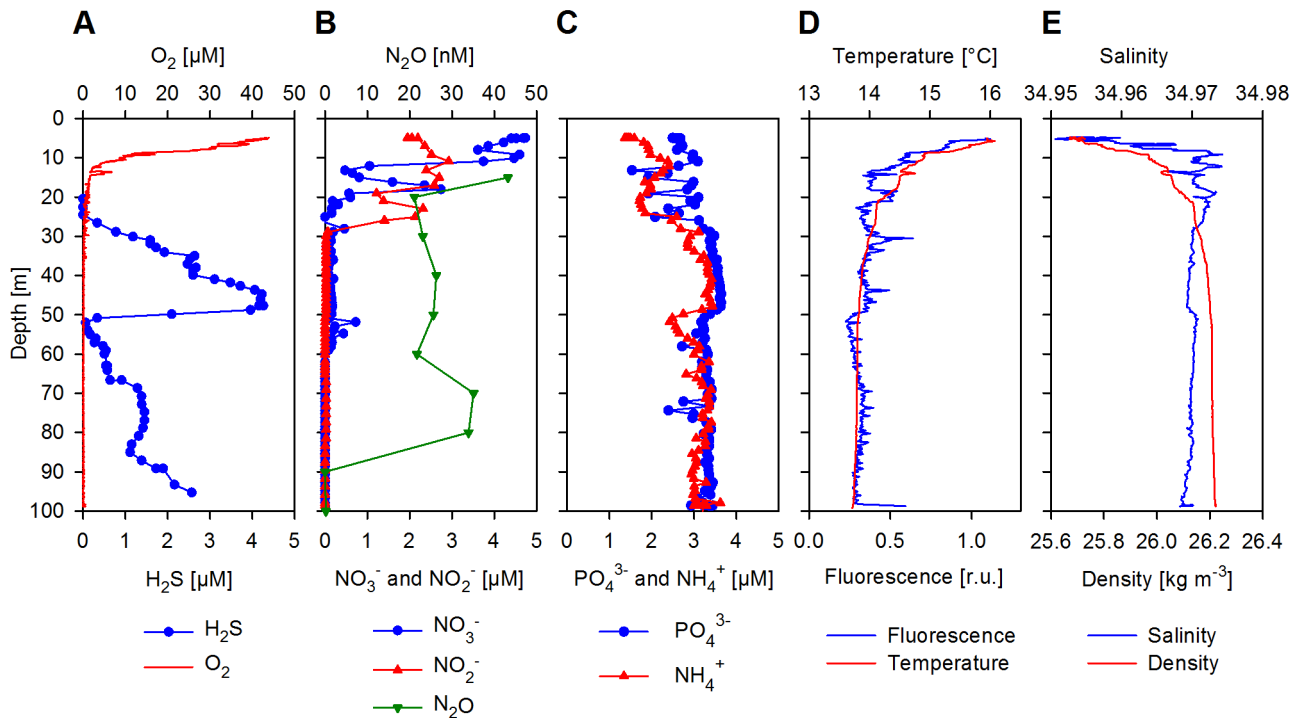 A B C D E
O₂ [µM] N₂O [nM] Temperature [°C] Salinity
0 10 20 30 40 50 0 10 20 30 40 50 13 14 15 16 34.95 34.96 34.97 34.98
0
10
20
30
40
50
60
70
80
90
100
Depth [m]
0 1 2 3 4 5 0 1 2 3 4 5 0 1 2 3 4 5 0.0 0.5 1.0 25.6 25.8 26.0 26.2 26.4
H₂S [µM] NO₃⁻ and NO₂⁻ [µM] PO₄³⁻ and NH₄⁺ [µM] Fluorescence [r.u.] Density [kg m⁻³]
H₂S
O₂
NO₃⁻
NO₂⁻
N₂O
PO₄³⁻
NH₄⁺
Fluorescence
Temperature
Salinity
Density